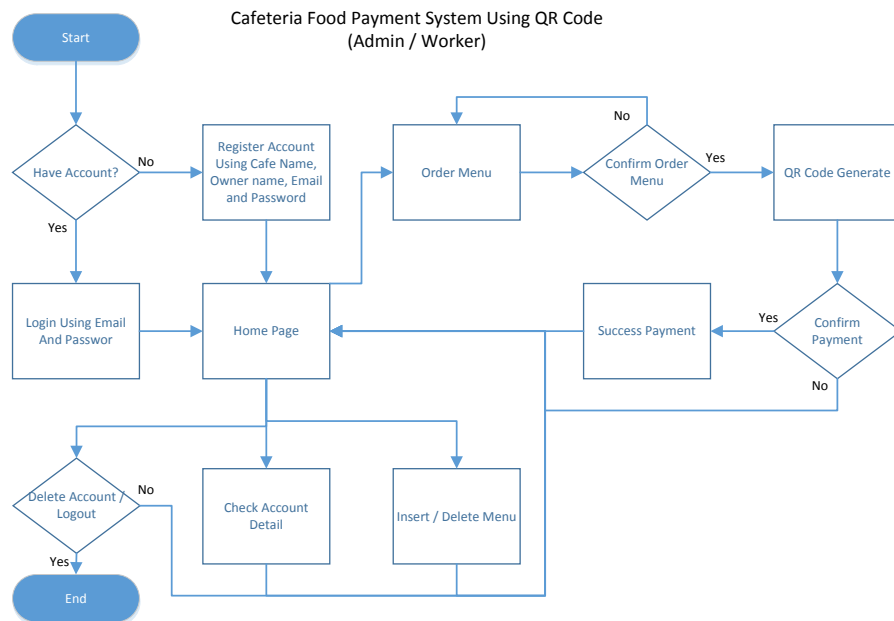 Cafeteria Food Payment System Using QR Code
(Admin / Worker)
Start
Have Account?
No
Yes
Register Account
Using Cafe Name,
Owner name, Email
and Password
Order Menu
No
Confirm Order
Menu
Yes
QR Code Generate
Login Using Email
And Passwor
Home Page
Success Payment
Yes
Confirm
Payment
No
Delete Account /
Logout
No
Yes
Check Account
Detail
Insert / Delete Menu
End